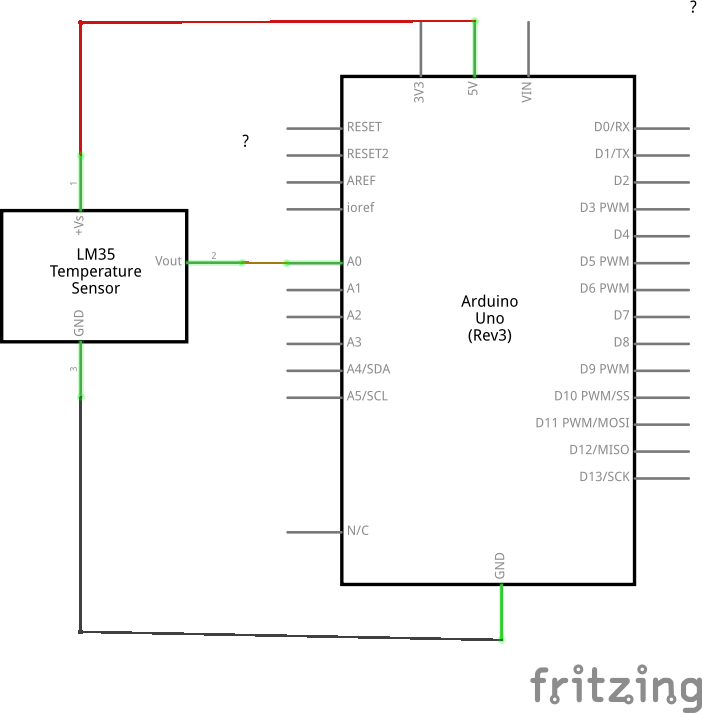 ?
3V3
5V
VIN
?
RESET
RESET2
AREF
ioref
A0
A1
A2
A3
A4/SDA
A5/SCL
N/C
D0/RX
D1/TX
D2
D3 PWM
D4
D5 PWM
D6 PWM
D7
D8
D9 PWM
D10 PWM/SS
D11 PWM/MOSI
D12/MISO
D13/SCK
Arduino
Uno
(Rev3)
GND
1
+Vs
LM35
Temperature
Sensor
Vout
2
GND
3
fritzing